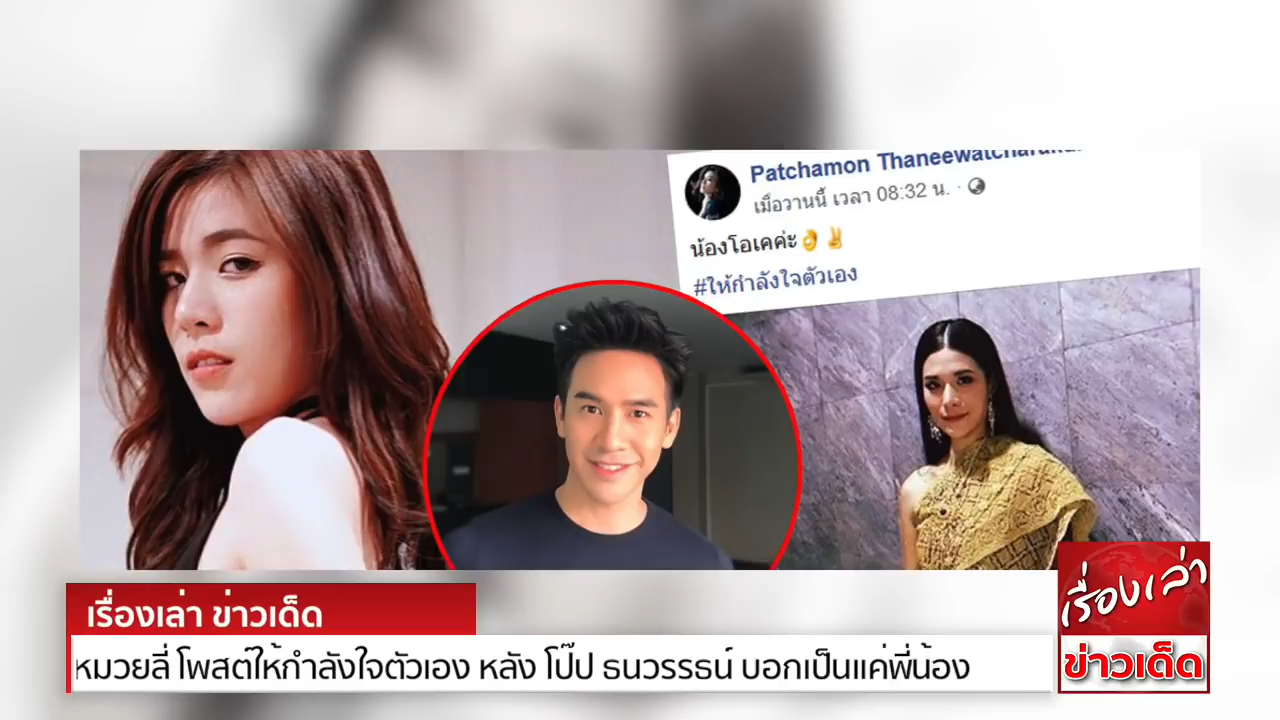 Patchamon
เมื่อวานนี้ เวลา 08:32 น.
น้องโอเคค่ะ👌✌
#ให้กำลังใจตัวเอง
เรื่องเล่า ข่าวเด็ด
หมวยลี่ โพสต์ให้กำลังใจตัวเอง หลัง โป๊ป ธนวรรธน์ บอกเป็นแค่พี่น้อง
เรื่องเล่า
ข่าวเด็ด